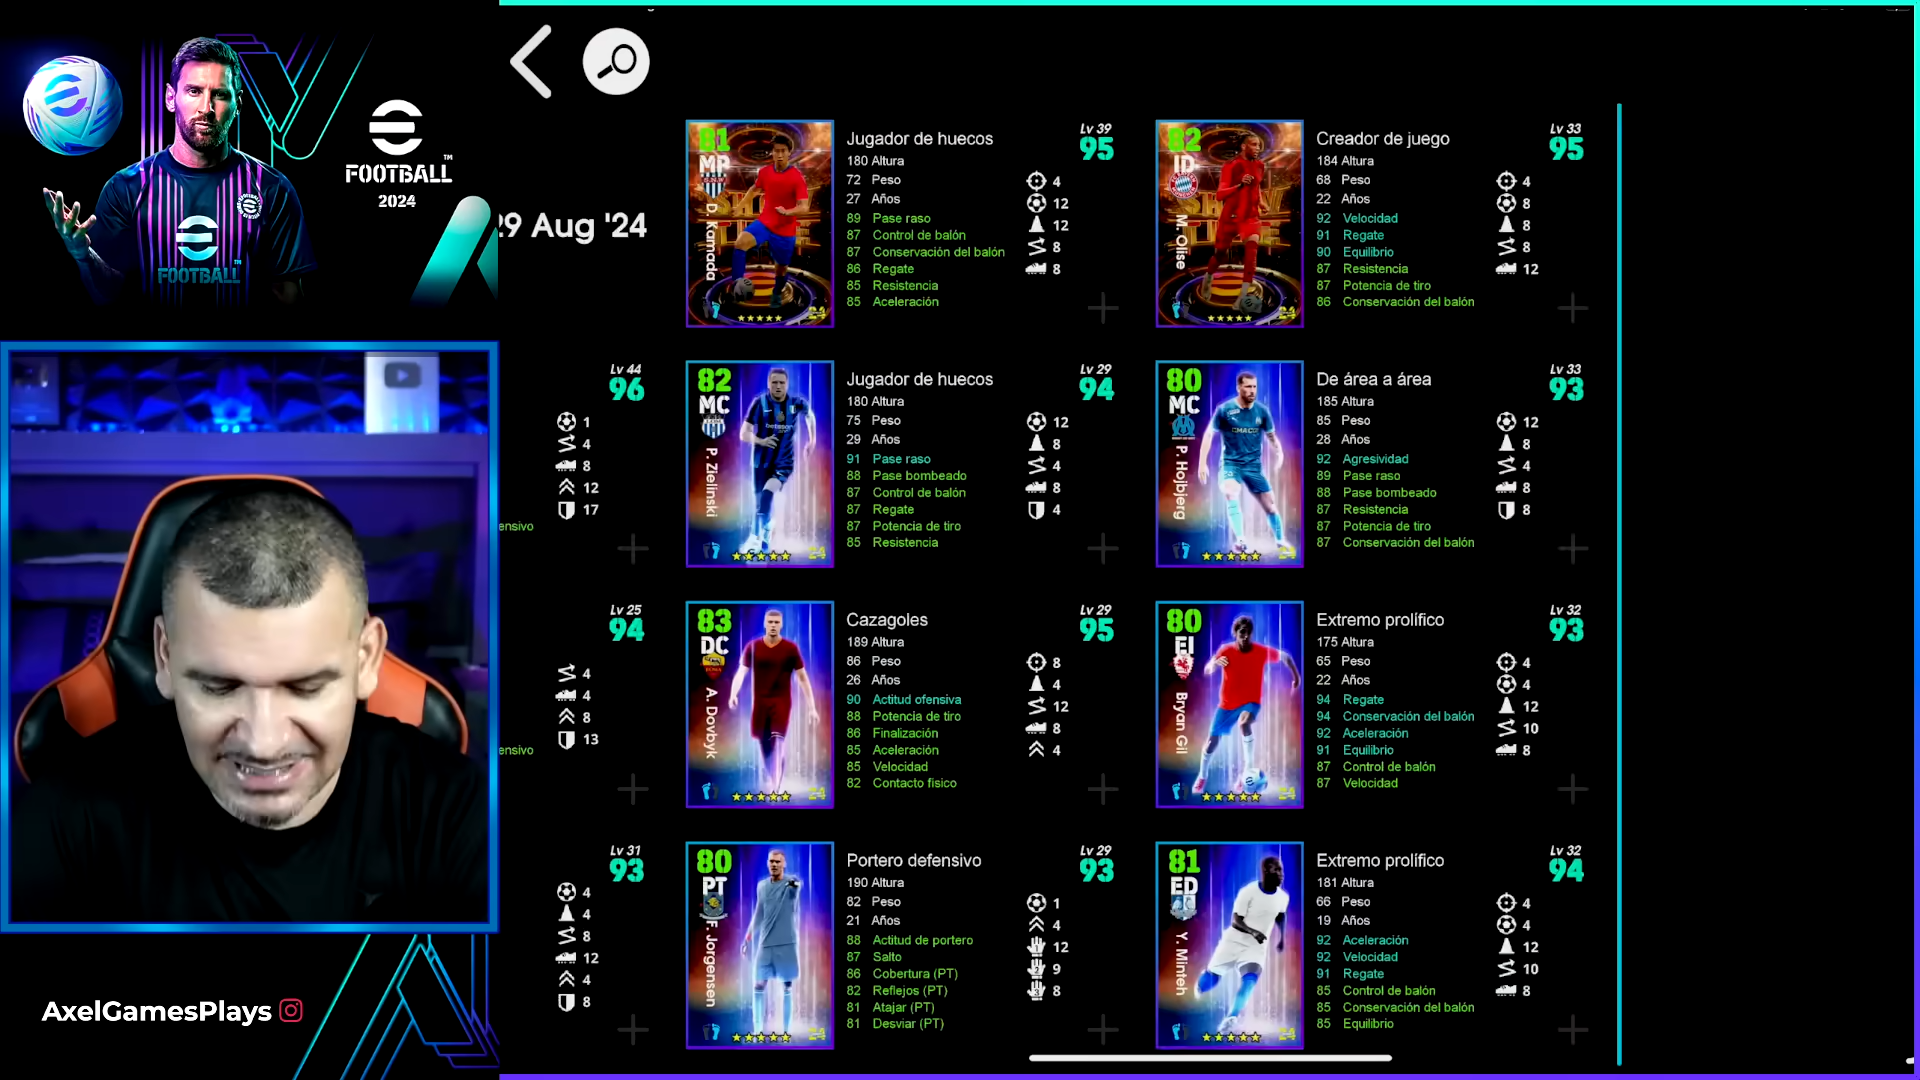 FOOTBALL™
2024
FOOTBALL
29 Aug '24
81
MP
D. Kamada
24
Jugador de huecos
180 Altura
72 Peso
27 Años
89 Pase raso
87 Control de balón
87 Conservación del balón
86 Regate
85 Resistencia
85 Aceleración
Lv 39
95
4
12
12
8
8
82
ID
M. Olise
24
Creador de juego
184 Altura
68 Peso
22 Años
92 Velocidad
91 Regate
90 Equilibrio
87 Resistencia
87 Potencia de tiro
86 Conservación del balón
Lv 33
95
4
8
8
8
12
Lv 44
96
1
4
8
12
17
ensivo
82
MC
P. Zielinski
24
Jugador de huecos
180 Altura
75 Peso
29 Años
91 Pase raso
88 Pase bombeado
87 Control de balón
87 Regate
87 Potencia de tiro
85 Resistencia
Lv 29
94
12
8
4
8
4
80
MC
P. Hojbjerg
24
De área a área
185 Altura
85 Peso
28 Años
92 Agresividad
89 Pase raso
88 Pase bombeado
87 Resistencia
87 Potencia de tiro
87 Conservación del balón
Lv 33
93
12
8
4
8
8
Lv 25
94
4
4
8
13
ensivo
83
DC
A. Dovbyk
24
Cazagoles
189 Altura
86 Peso
26 Años
90 Actitud ofensiva
88 Potencia de tiro
86 Finalización
85 Aceleración
85 Velocidad
82 Contacto fisico
Lv 29
95
8
4
12
8
4
80
EI
Bryan Gil
24
Extremo prolífico
175 Altura
65 Peso
22 Años
94 Regate
94 Conservación del balón
92 Aceleración
91 Equilibrio
87 Control de balón
87 Velocidad
Lv 32
93
4
4
12
10
8
Lv 31
93
4
4
8
12
4
8
80
PT
F. Jorgensen
24
Portero defensivo
190 Altura
82 Peso
21 Años
88 Actitud de portero
87 Salto
86 Cobertura (PT)
82 Reflejos (PT)
81 Atajar (PT)
81 Desviar (PT)
Lv 29
93
1
4
12
9
8
81
ED
Y. Minteh
24
Extremo prolífico
181 Altura
66 Peso
19 Años
92 Aceleración
92 Velocidad
91 Regate
85 Control de balón
85 Conservación del balón
85 Equilibrio
Lv 32
94
4
4
12
10
8
AxelGamesPlays